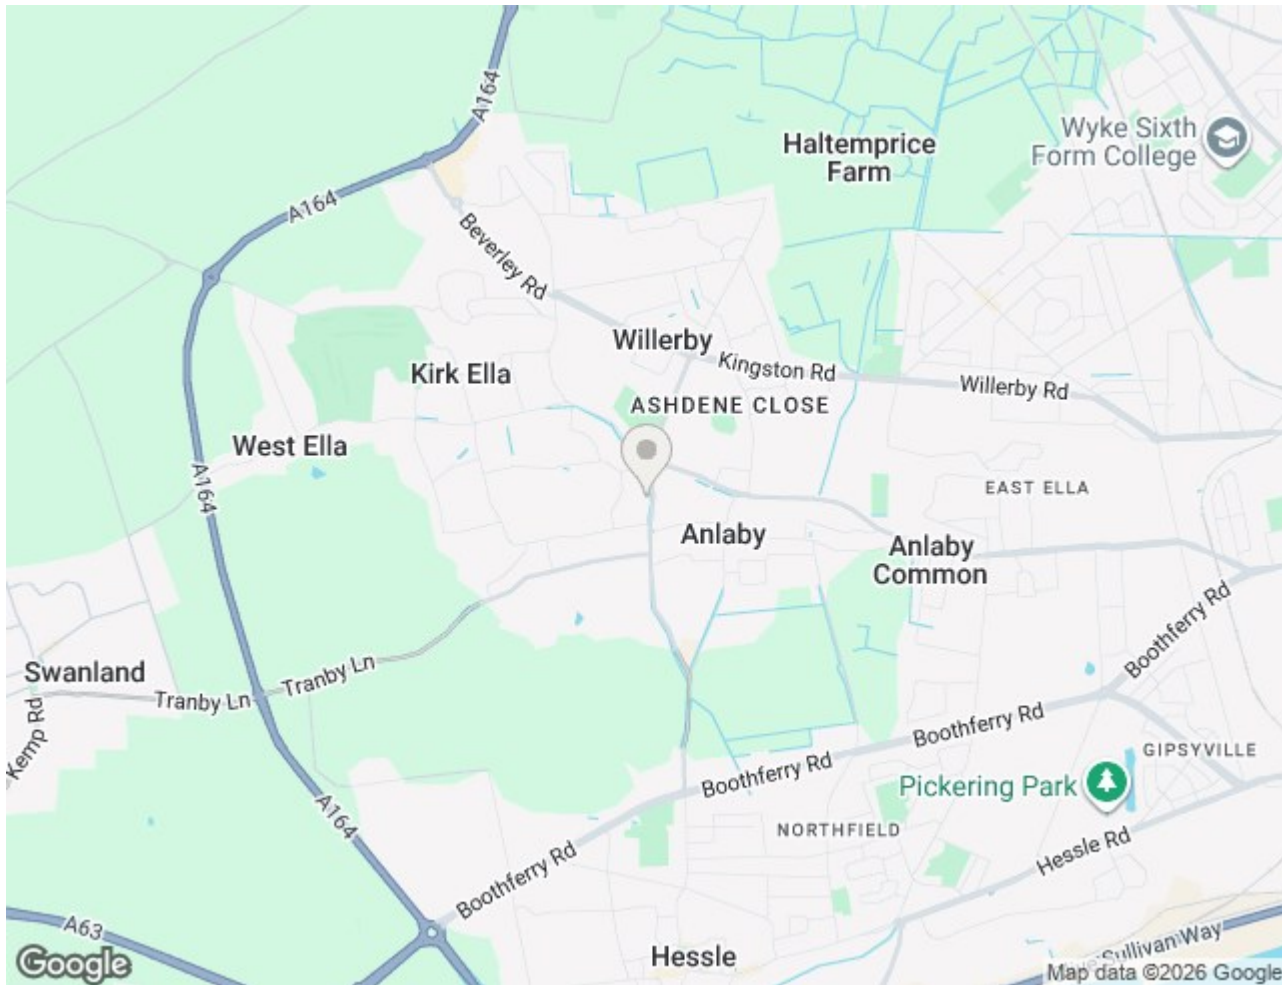 A164
Haltemprice
Farm
Wyke Sixth
Form College
A164
Beverley Rd
Willerby
Kingston Rd
Willerby Rd
Kirk Ella
ASHDENE CLOSE
West Ella
A164
EAST ELLA
Anlaby
Anlaby
Common
Boothferry Rd
Swanland
Tranby Ln
Tranby Ln
Kemp Rd
Boothferry Rd
GIPSYVILLE
Boothferry Rd
Pickering Park
A164
NORTHFIELD
Hessle Rd
Boothferry Rd
A63
Hessle
Sullivan Way
Google
Map data ©2026 Google